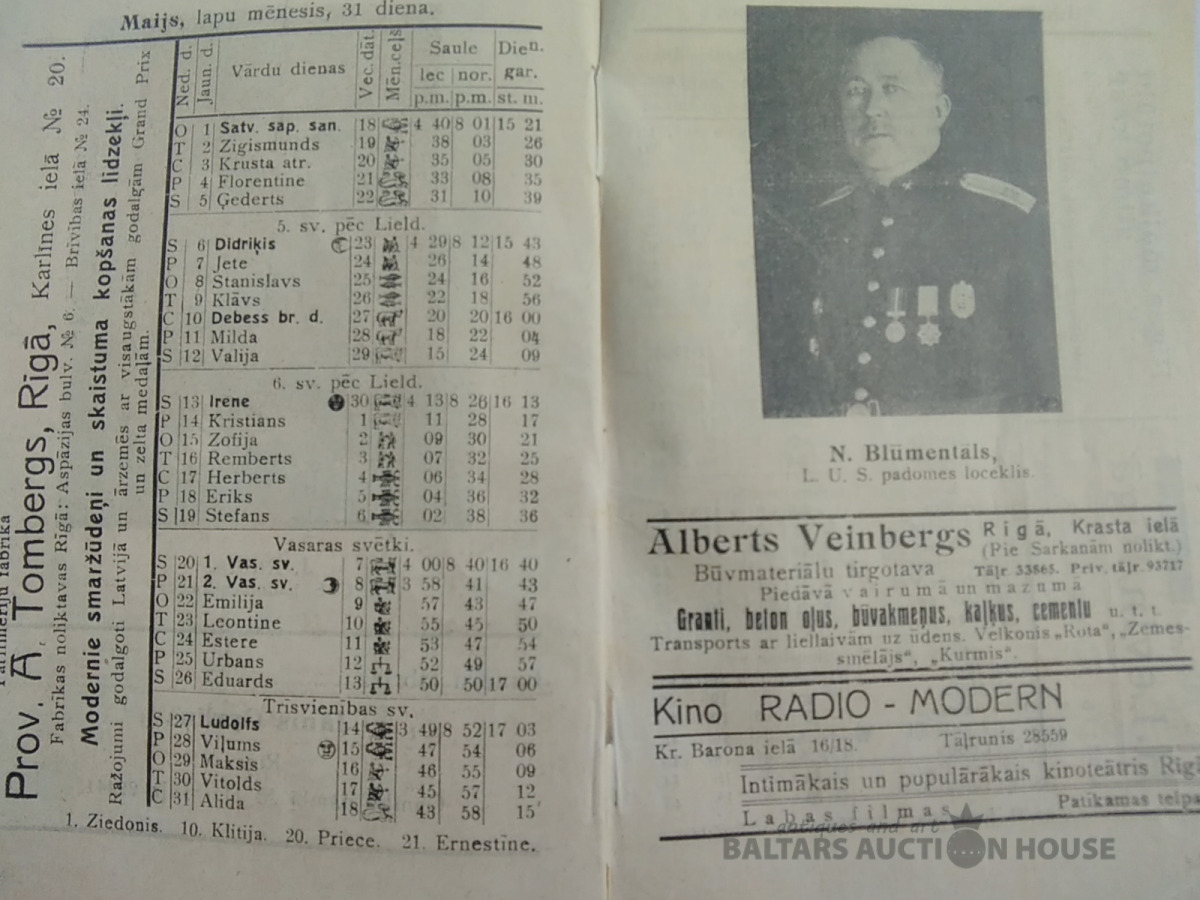 Maijs, lapu mēnesis, 31 diena.
Ned. d. Jaun. d. Vārdu dienas Vec. dāt. Mēn. ceļš Saule Dien. gar.
lec nor.
p.m. p.m. st. m.
O 1 Satv. sap. san. 18 4 40 8 01 15 21
T 2 Zigismunds 19 38 03 26
C 3 Krusta atr. 20 35 05 30
P 4 Florentine 21 33 08 35
S 5 Ģederts 22 31 10 39
5. sv. pēc Lield.
S 6 Didriķis 23 4 29 8 12 15 43
P 7 Jete 24 26 14 48
O 8 Staņislavs 25 24 16 52
T 9 Klāvs 26 22 18 56
C 10 Debess br. d. 27 20 20 16 00
P 11 Milda 28 18 22 04
S 12 Valija 29 15 24 09
6. sv. pēc Lield.
S 13 Irene 30 4 13 8 26 16 13
P 14 Kristians 1 11 28 17
O 15 Zofija 2 09 30 21
T 16 Remberts 3 07 32 25
C 17 Herberts 4 06 34 28
P 18 Eriks 5 04 36 32
S 19 Stefans 6 02 38 36
Vasaras svētki.
S 20 1. Vas. sv. 7 4 00 8 40 16 40
P 21 2. Vas. sv. 8 3 58 41 43
O 22 Emilija 9 57 43 47
T 23 Leontine 10 55 45 50
C 24 Estere 11 53 47 54
P 25 Urbans 12 52 49 57
S 26 Eduards 13 50 50 17 00
Trīsvienības sv.
S 27 Ludolfs 14 3 49 8 52 17 03
P 28 Viļums 15 47 54 06
O 29 Maksis 16 46 55 09
T 30 Vitolds 17 45 57 12
C 31 Alida 18 43 58 15
1. Ziedonis. 10. Klitija. 20. Priece. 21. Ernestīne.
Prov. A. Tombergs, Rīgā, Karlīnes ielā № 20.
Fabrikas noliktavas Rīgā: Aspāzijas bulv. № 6. — Brīvības ielā № 24.
Modernie smaržūdeņi un skaistuma kopšanas lidzekļi.
Ražojumi godalgoti Latvijā un ārzemēs ar visaugstākām godalgām Grand Prix
un zelta medaļām.
N. Blūmentāls,
L. U. S. padomes loceklis.
Alberts Veinbergs Rīgā, Krasta ielā
(Pie Sarkanām nolikt.)
Būvmateriālu tirgotava Tālr. 33865. Priv. tālr. 93717
Piedāvā vairumā un mazumā
Granti, beton oļus, būvakmeņus, kaļķus, cementu u. t. t.
Transports ar liellaivām uz ūdens. Velkonis „Rota“, „Zemes-
smēlājs“, „Kurmis“.
Kino RADIO - MODERN
Kr. Barona ielā 16/18. Tālrunis 28559
Intimākais un populārākais kinoteātris Rīgā
Labas filmas Patikamas telpa
antiques and art
BALTARS AUCTION HOUSE